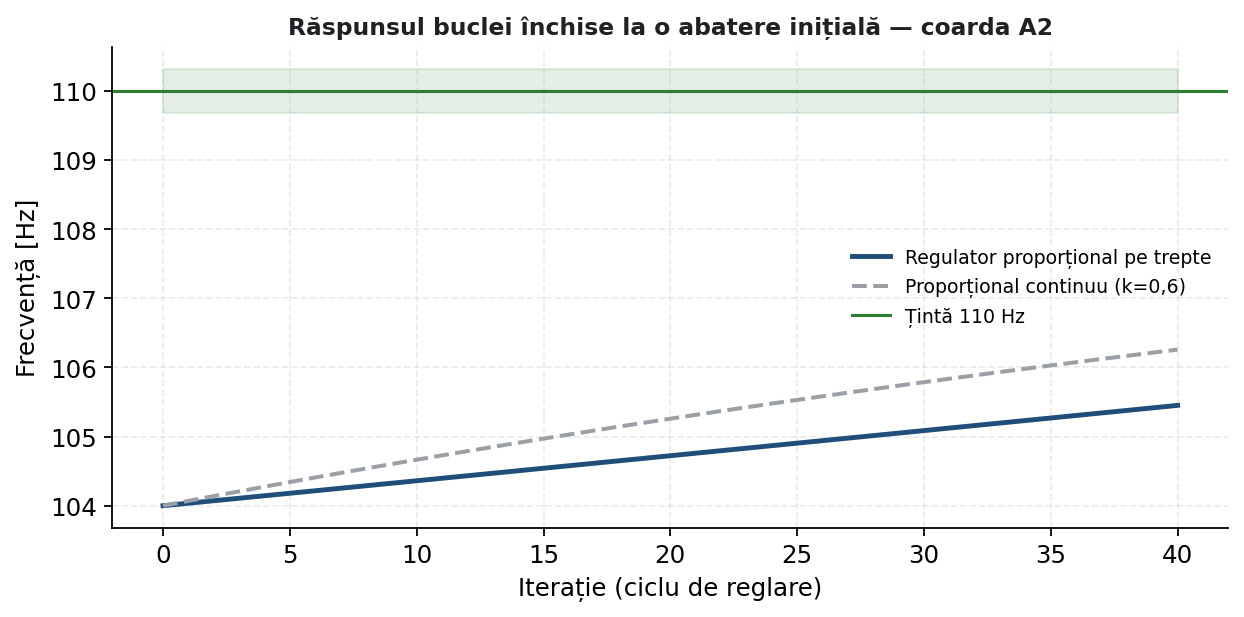 Răspunsul buclei închise la o abatere inițială — coarda A2
Frecvență [Hz]
110
109
108
107
106
105
104
Regulator proporțional pe trepte
Proporțional continuu (k=0,6)
Țintă 110 Hz
0 5 10 15 20 25 30 35 40
Iterație (ciclu de reglare)